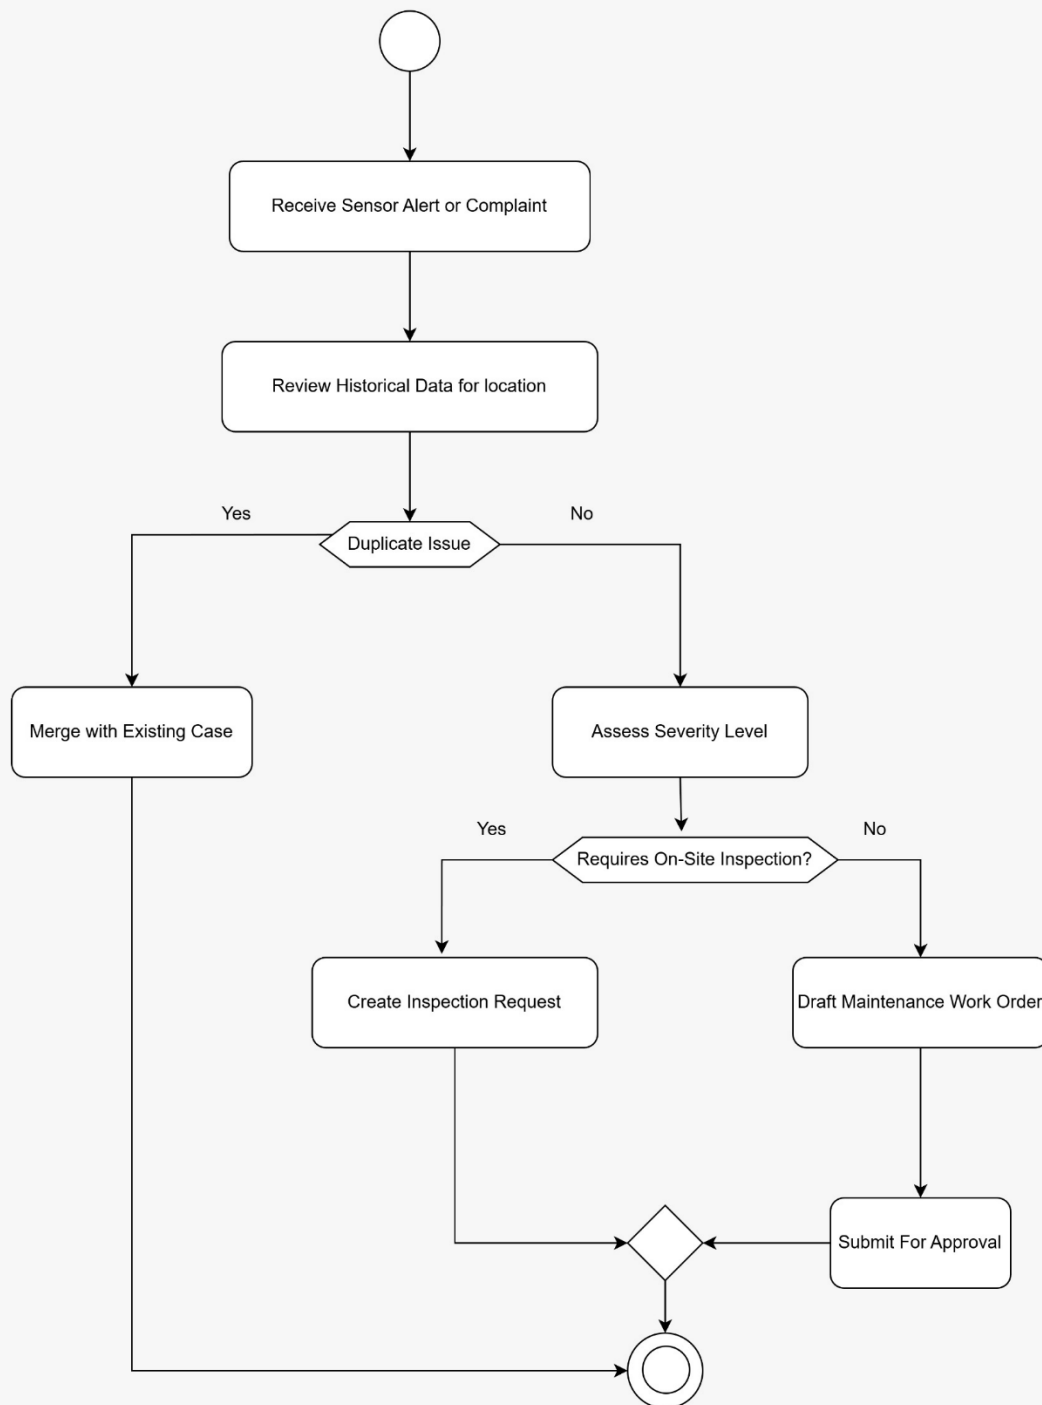 Receive Sensor Alert or Complaint
Review Historical Data for location
Yes
No
Duplicate Issue
Merge with Existing Case
Assess Severity Level
Yes
No
Requires On-Site Inspection?
Create Inspection Request
Draft Maintenance Work Order
Submit For Approval